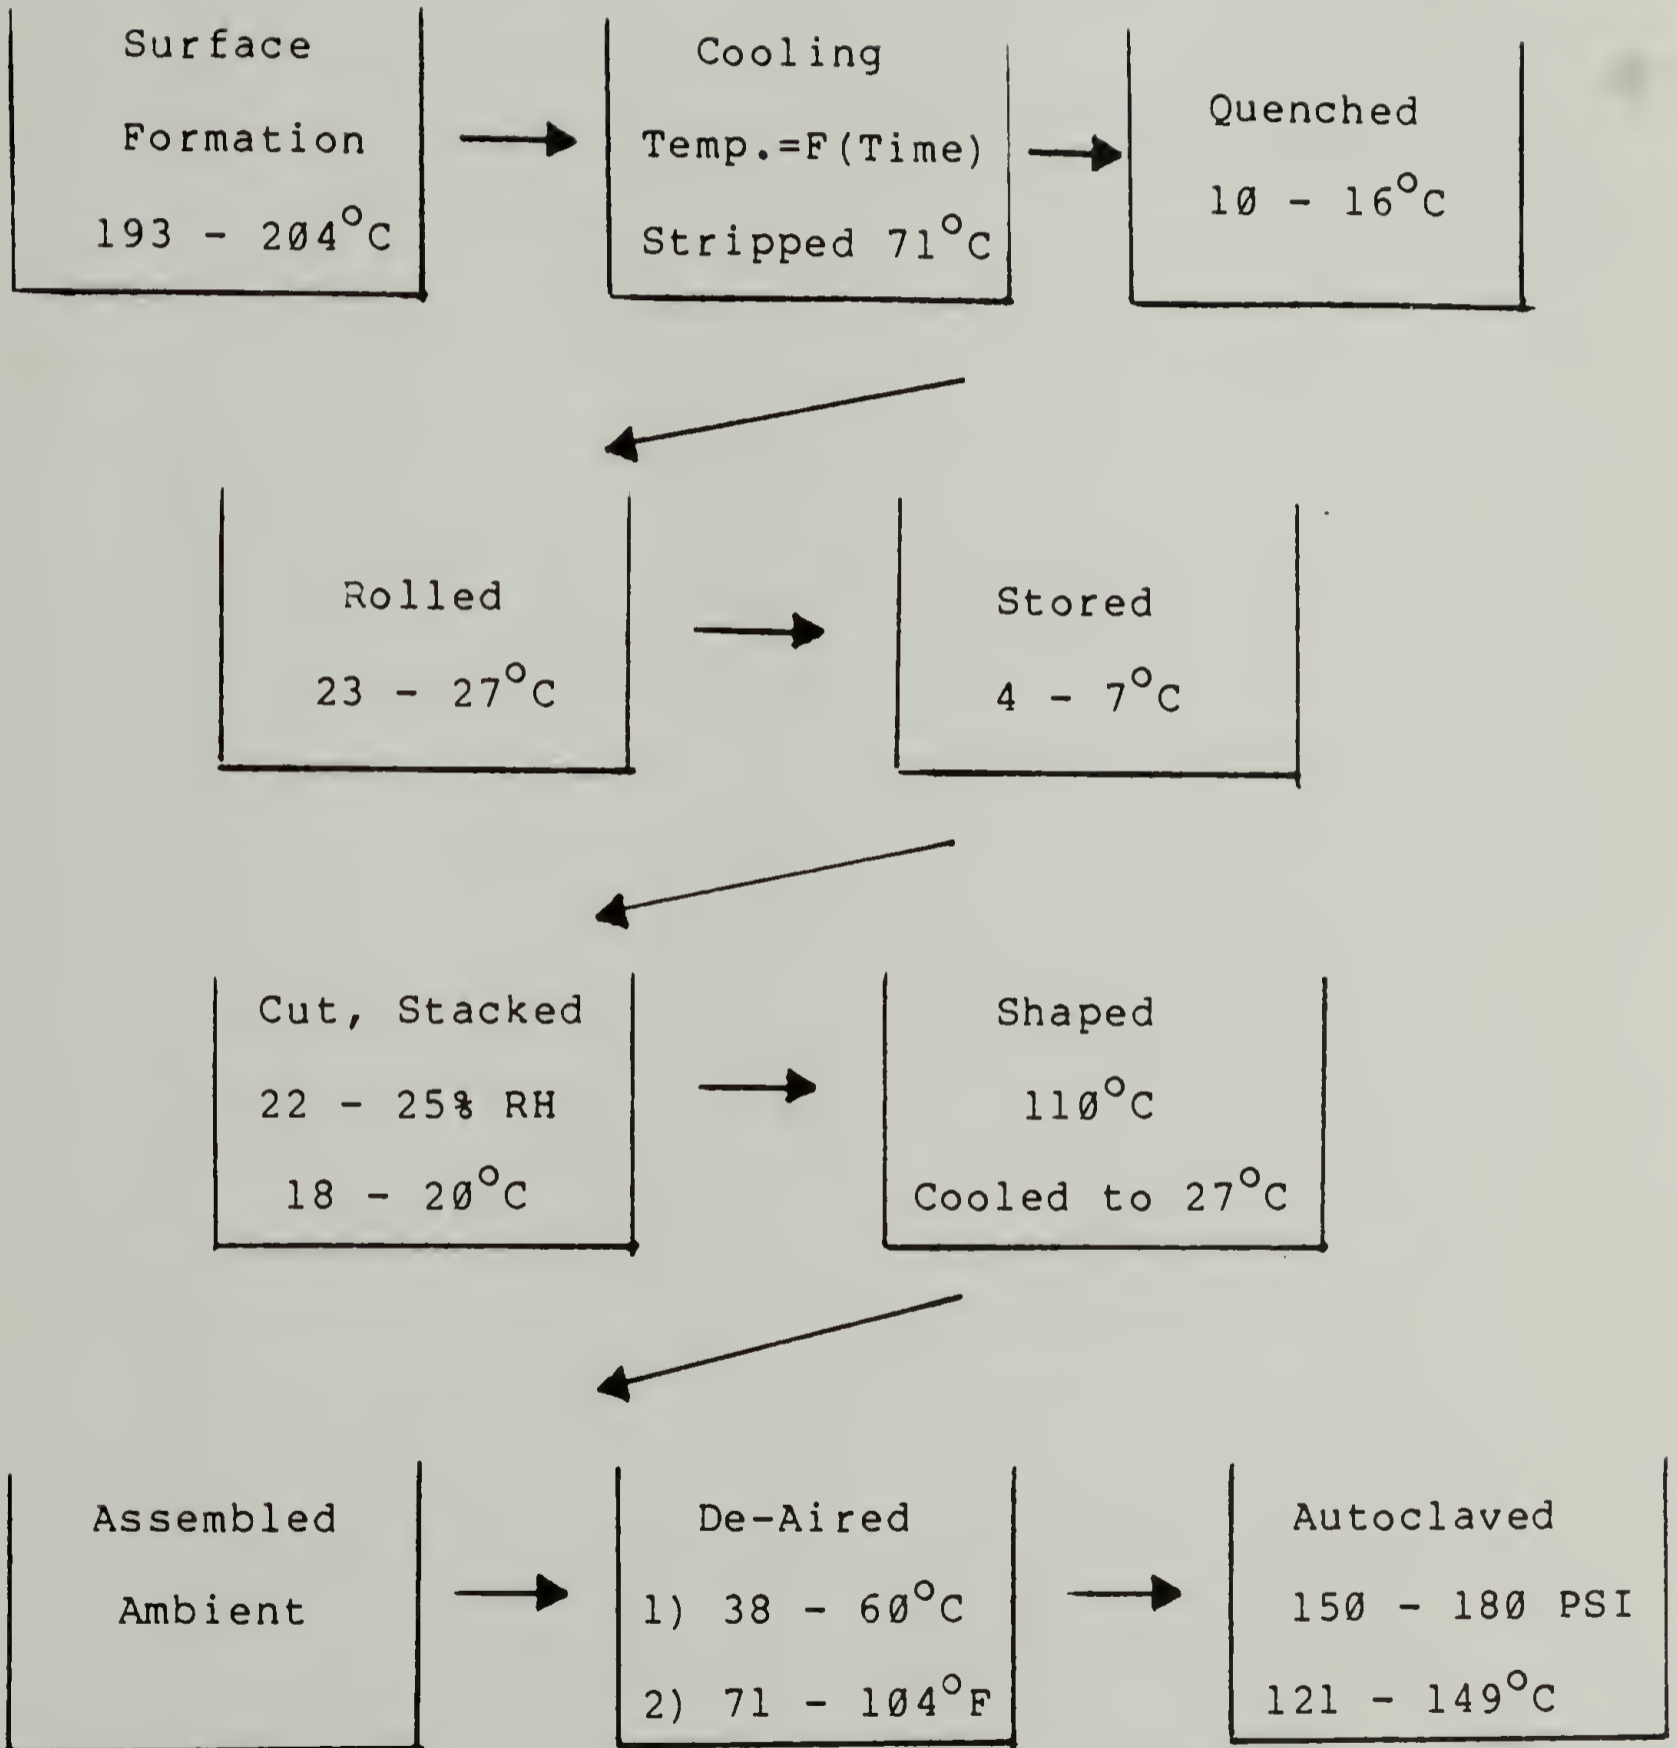 Surface
Formation
193 - 204°C
Cooling
Temp.=F(Time)
Stripped 71°C
Quenched
10 - 16°C
Rolled
23 - 27°C
Stored
4 - 7°C
Cut, Stacked
22 - 25% RH
18 - 20°C
Shaped
110°C
Cooled to 27°C
Assembled
Ambient
De-Aired
1) 38 - 60°C
2) 71 - 104°F
Autoclaved
150 - 180 PSI
121 - 149°C